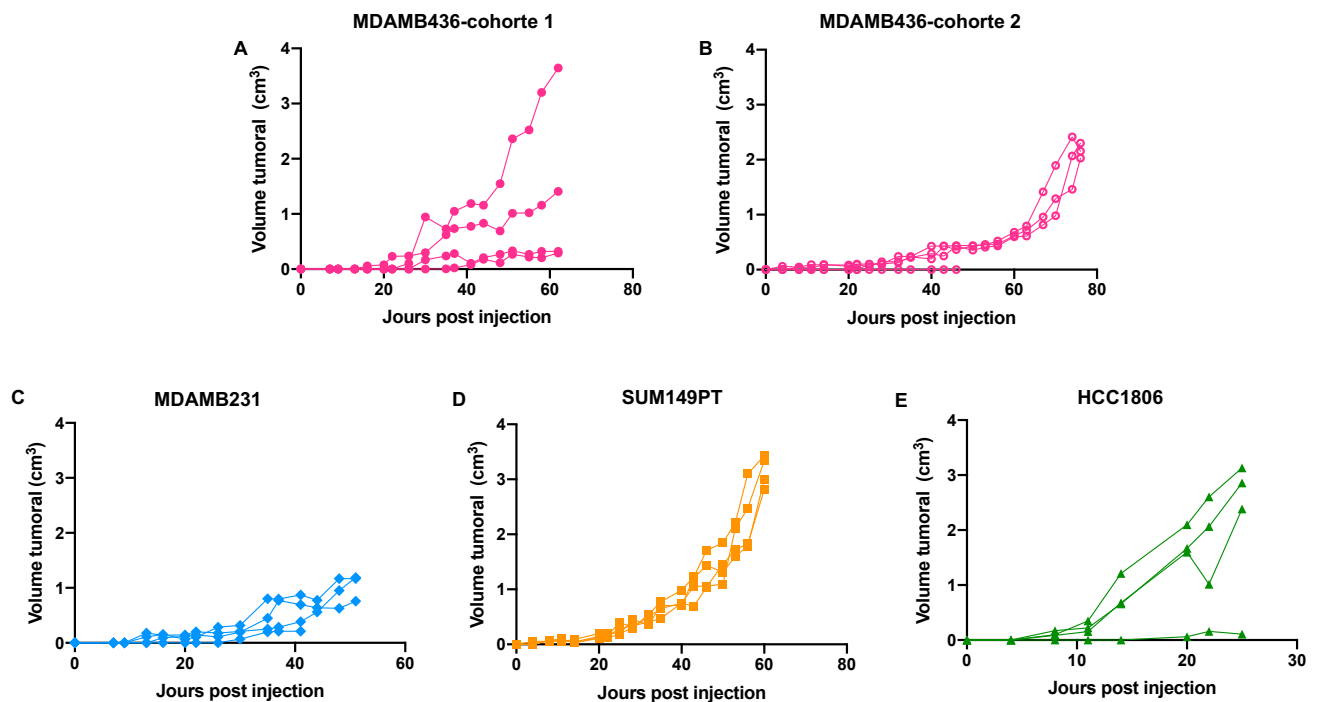 MDAMB436-cohorte 1
A
Volume tumoral (cm³)
4
3
2
1
0
0 20 40 60 80
Jours post injection
MDAMB436-cohorte 2
B
Volume tumoral (cm³)
4
3
2
1
0
0 20 40 60 80
Jours post injection
C
MDAMB231
Volume tumoral (cm³)
4
3
2
1
0
0 20 40 60
Jours post injection
D
SUM149PT
Volume tumoral (cm³)
4
3
2
1
0
0 20 40 60 80
Jours post injection
E
HCC1806
Volume tumoral (cm³)
4
3
2
1
0
0 10 20 30
Jours post injection